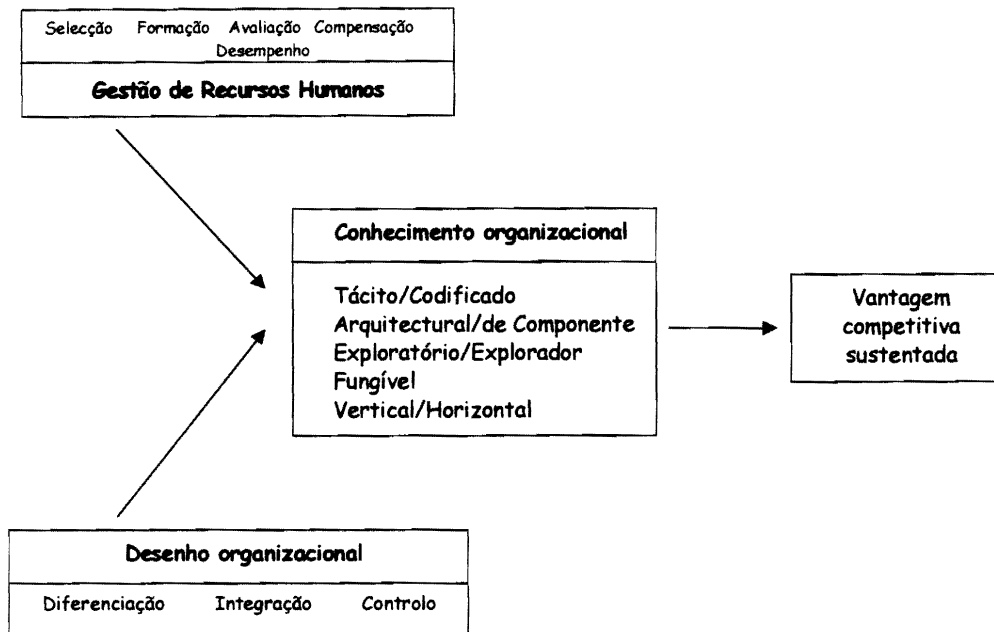 Selecção Formação Avaliação Compensação
Desempenho
Gestão de Recursos Humanos
Conhecimento organizacional
Tácito/Codificado
Arquitectural/de Componente
Exploratório/Explorador
Fungível
Vertical/Horizontal
Vantagem
competitiva
sustentada
Desenho organizacional
Diferenciação Integração Controlo